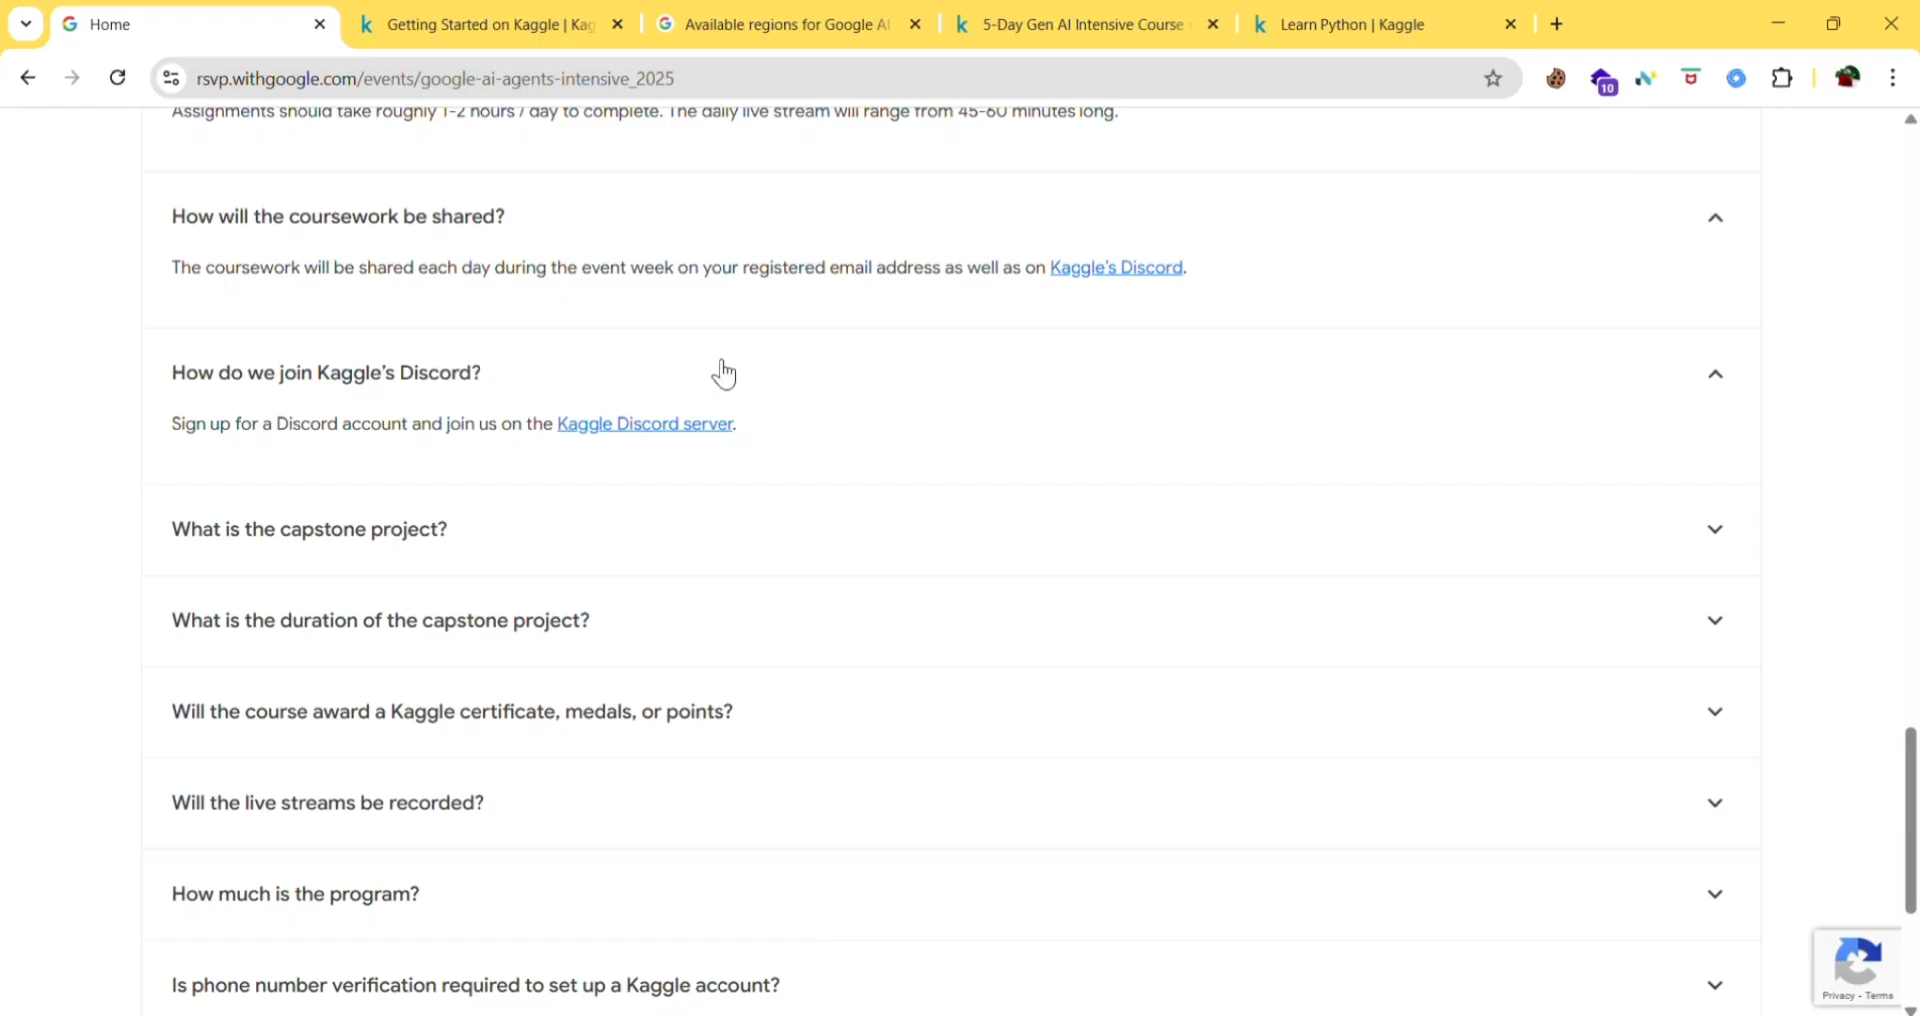 Home
Getting Started on Kaggle | Kag
Available regions for Google AI
5-Day Gen AI Intensive Course
Learn Python | Kaggle
rsvp.withgoogle.com/events/google-ai-agents-intensive_2025
10
Assignments should take roughly 1-2 hours / day to complete. The daily live stream will range from 45-60 minutes long.
How will the coursework be shared?
The coursework will be shared each day during the event week on your registered email address as well as on Kaggle's Discord.
How do we join Kaggle's Discord?
Sign up for a Discord account and join us on the Kaggle Discord server.
What is the capstone project?
What is the duration of the capstone project?
Will the course award a Kaggle certificate, medals, or points?
Will the live streams be recorded?
How much is the program?
Is phone number verification required to set up a Kaggle account?
Privacy - Terms